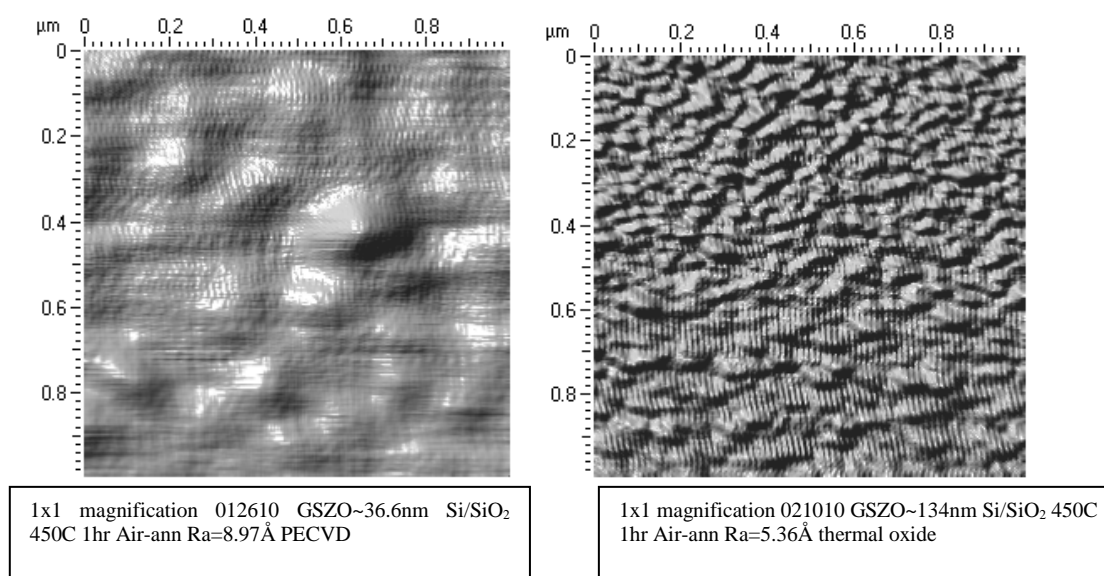 µm 0 0.2 0.4 0.6 0.8
0
0.2
0.4
0.6
0.8
µm 0 0.2 0.4 0.6 0.8
0
0.2
0.4
0.6
0.8
1x1 magnification 012610 GSZO~36.6nm Si/SiO₂
450C 1hr Air-ann Ra=8.97Å PECVD
1x1 magnification 021010 GSZO~134nm Si/SiO₂ 450C
1hr Air-ann Ra=5.36Å thermal oxide